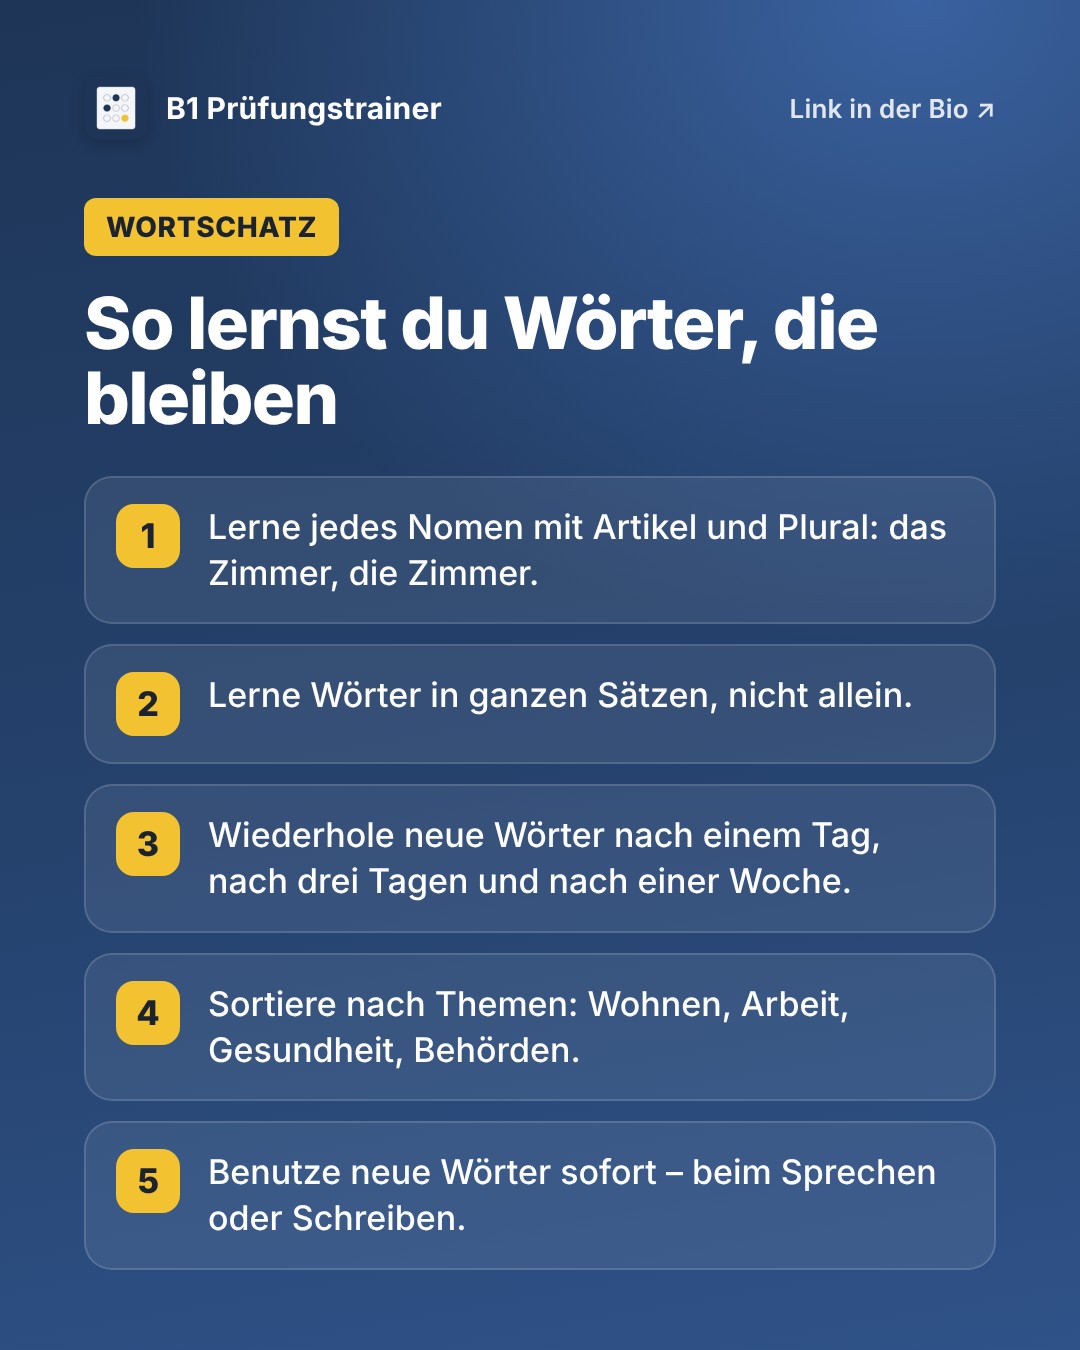 B1 Prüfungstrainer
Link in der Bio ↗
WORTSCHATZ
So lernst du Wörter, die
bleiben
1
Lerne jedes Nomen mit Artikel und Plural: das
Zimmer, die Zimmer.
2
Lerne Wörter in ganzen Sätzen, nicht allein.
3
Wiederhole neue Wörter nach einem Tag,
nach drei Tagen und nach einer Woche.
4
Sortiere nach Themen: Wohnen, Arbeit,
Gesundheit, Behörden.
5
Benutze neue Wörter sofort – beim Sprechen
oder Schreiben.